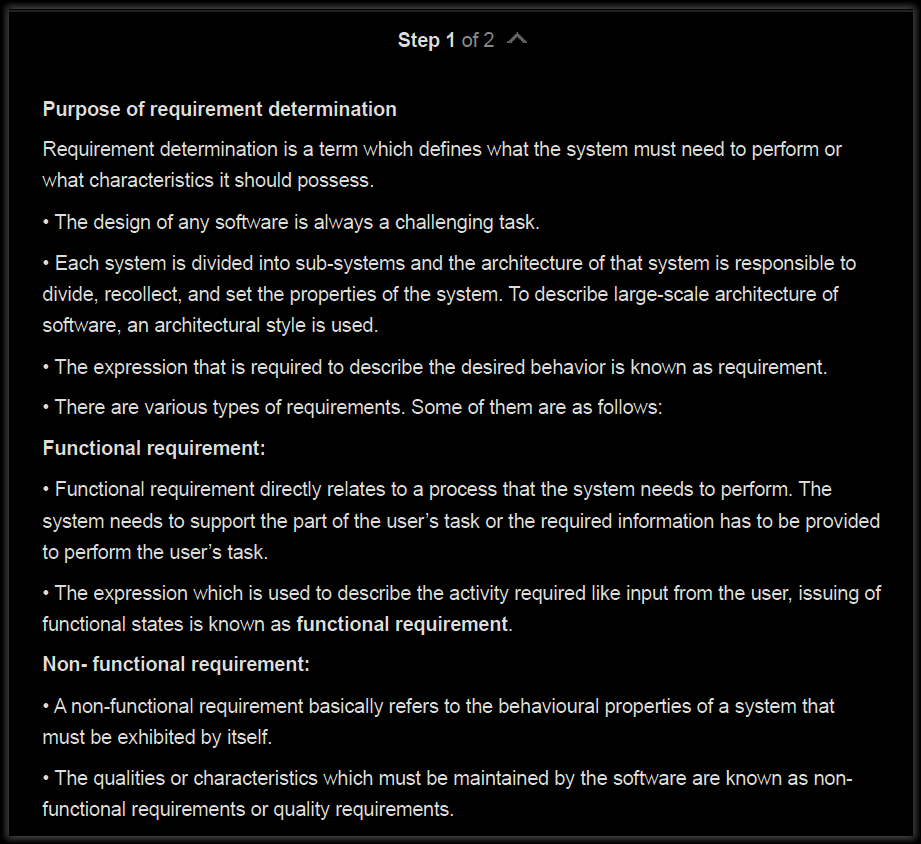 Step 1 of 2
Purpose of requirement determination
Requirement determination is a term which defines what the system must need to perform or
what characteristics it should possess.
• The design of any software is always a challenging task.
• Each system is divided into sub-systems and the architecture of that system is responsible to
divide, recollect, and set the properties of the system. To describe large-scale architecture of
software, an architectural style is used.
• The expression that is required to describe the desired behavior is known as requirement.
• There are various types of requirements. Some of them are as follows:
Functional requirement:
• Functional requirement directly relates to a process that the system needs to perform. The
system needs to support the part of the user’s task or the required information has to be provided
to perform the user’s task.
• The expression which is used to describe the activity required like input from the user, issuing of
functional states is known as functional requirement.
Non- functional requirement:
• A non-functional requirement basically refers to the behavioural properties of a system that
must be exhibited by itself.
• The qualities or characteristics which must be maintained by the software are known as non-
functional requirements or quality requirements.